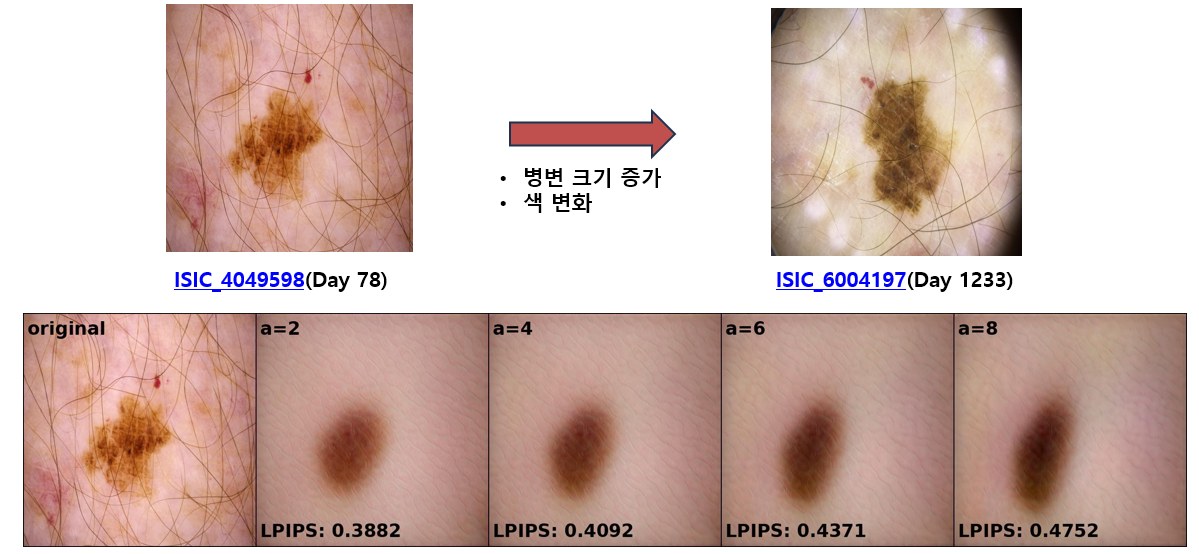 • 병변 크기 증가
• 색 변화
ISIC_4049598(Day 78)
ISIC_6004197(Day 1233)
original
a=2
a=4
a=6
a=8
LPIPS: 0.3882
LPIPS: 0.4092
LPIPS: 0.4371
LPIPS: 0.4752